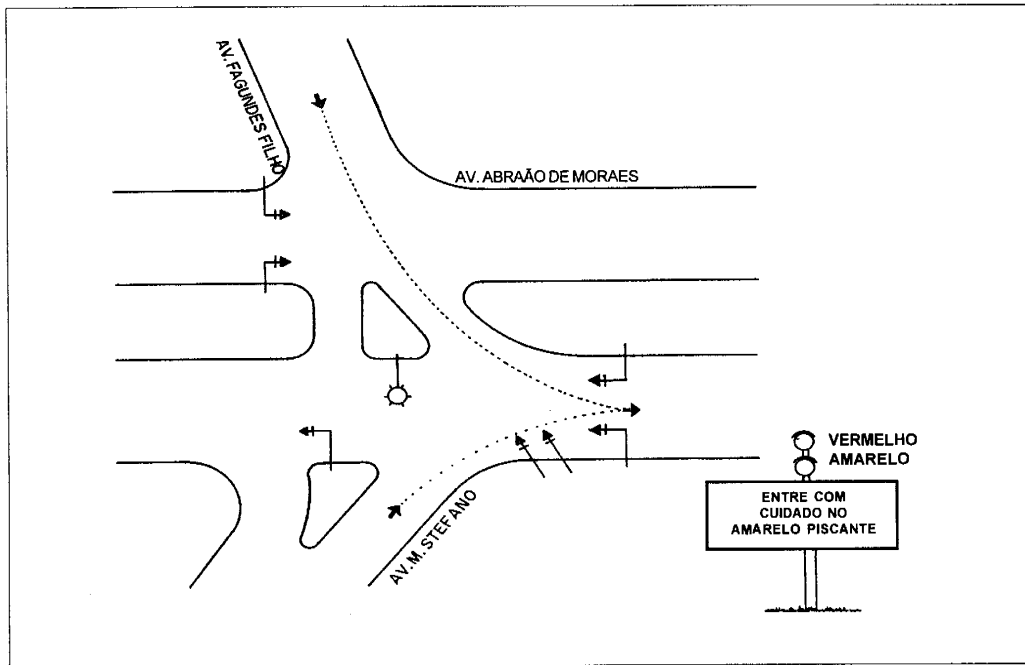 AV. FAGUNDES FILHO
AV. ABRAÃO DE MORAES
AV. M. STEFANO
VERMELHO
AMARELO
ENTRE COM
CUIDADO NO
AMARELO PISCANTE